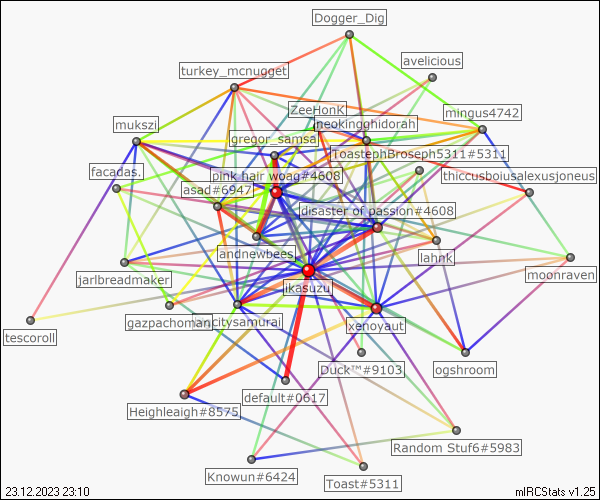 Dogger_Dig
avelicious
turkey_mcnugget
ZeeHonK
mingus4742
neokingghidorah
mukszi
gregor_samsa
ToastephBroseph5311#5311
facadas.
pink hair woag#4608
thiccusboiusalexusjoneus
asad#6947
disaster of passion#4608
andnewbees
lahnk
jarlbreadmaker
moonraven
ikasuzu
tescoroll
gazpachoman
citysamurai
xenoyaut
Duck™#9103
ogshroom
Heighleaigh#8575
default#0617
Random Stuf6#5983
Knowun#6424
Toast#5311
23.12.2023 23:10
mIRCStats v1.25